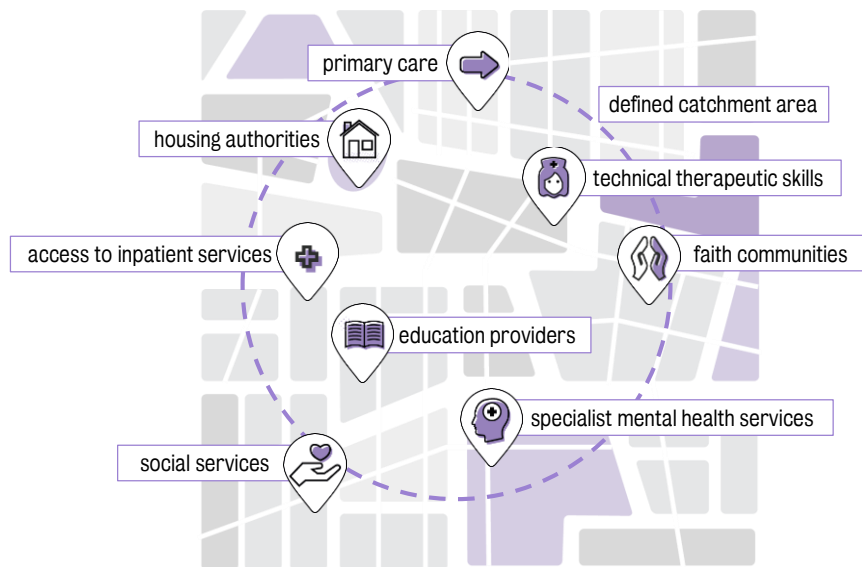 primary care
defined catchment area
housing authorities
technical therapeutic skills
access to inpatient services
faith communities
education providers
specialist mental health services
social services